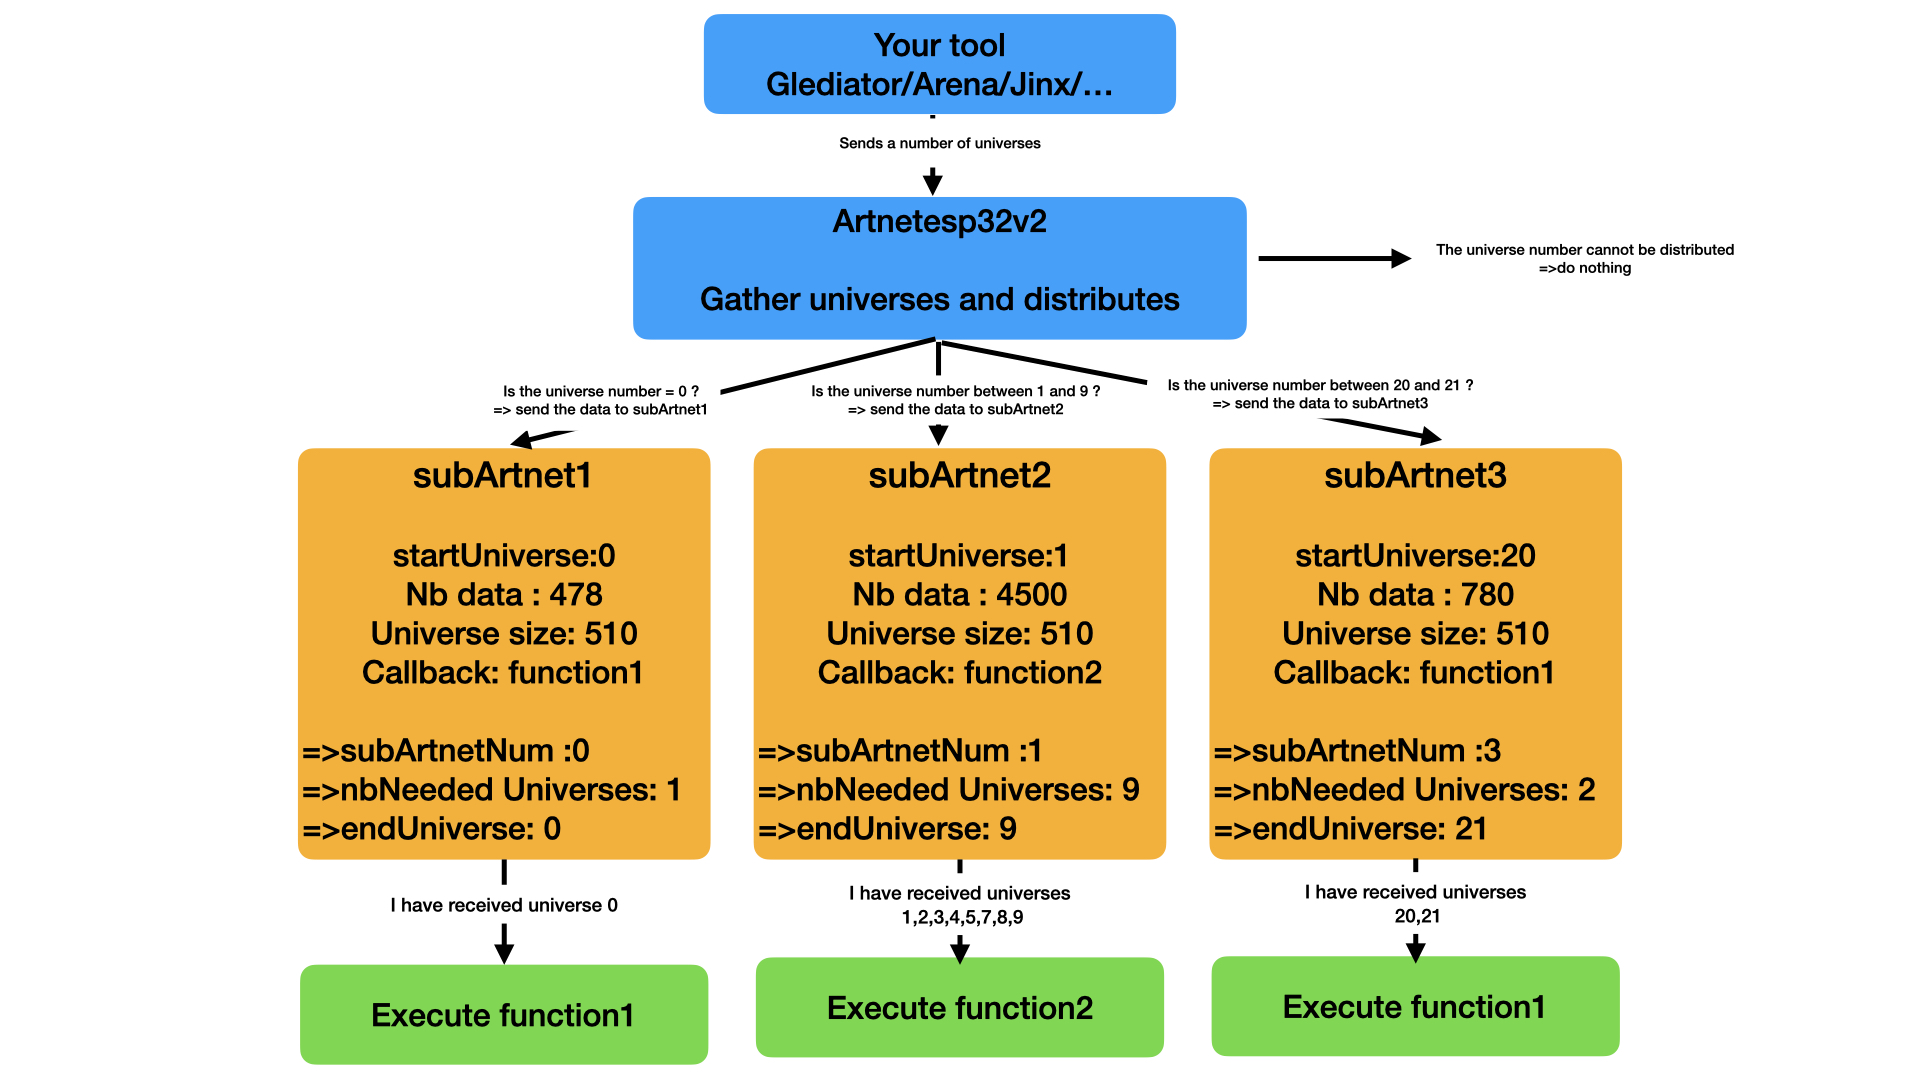 Your tool
Glediator/Arena/Jinx/…
Sends a number of universes
Artnetesp32v2
Gather universes and distributes
The universe number cannot be distributed
=>do nothing
Is the universe number = 0 ?
=> send the data to subArtnet1
Is the universe number between 1 and 9 ?
=> send the data to subArtnet2
Is the universe number between 20 and 21 ?
=> send the data to subArtnet3
subArtnet1
startUniverse:0
Nb data : 478
Universe size: 510
Callback: function1
=>subArtnetNum :0
=>nbNeeded Universes: 1
=>endUniverse: 0
subArtnet2
startUniverse:1
Nb data : 4500
Universe size: 510
Callback: function2
=>subArtnetNum :1
=>nbNeeded Universes: 9
=>endUniverse: 9
subArtnet3
startUniverse:20
Nb data : 780
Universe size: 510
Callback: function1
=>subArtnetNum :3
=>nbNeeded Universes: 2
=>endUniverse: 21
I have received universe 0
I have received universes
1,2,3,4,5,7,8,9
I have received universes
20,21
Execute function1
Execute function2
Execute function1